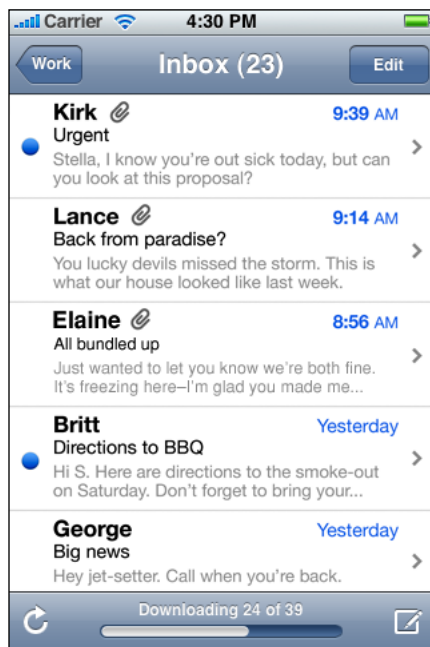 Carrier 4:30 PM
Work Inbox (23) Edit
Kirk 9:39 AM
Urgent
Stella, I know you're out sick today, but can
you look at this proposal?
Lance 9:14 AM
Back from paradise?
You lucky devils missed the storm. This is
what our house looked like last week.
Elaine 8:56 AM
All bundled up
Just wanted to let you know we're both fine.
It's freezing here–I'm glad you made me...
Britt Yesterday
Directions to BBQ
Hi S. Here are directions to the smoke-out
on Saturday. Don't forget to bring your...
George Yesterday
Big news
Hey jet-setter. Call when you're back.
Downloading 24 of 39